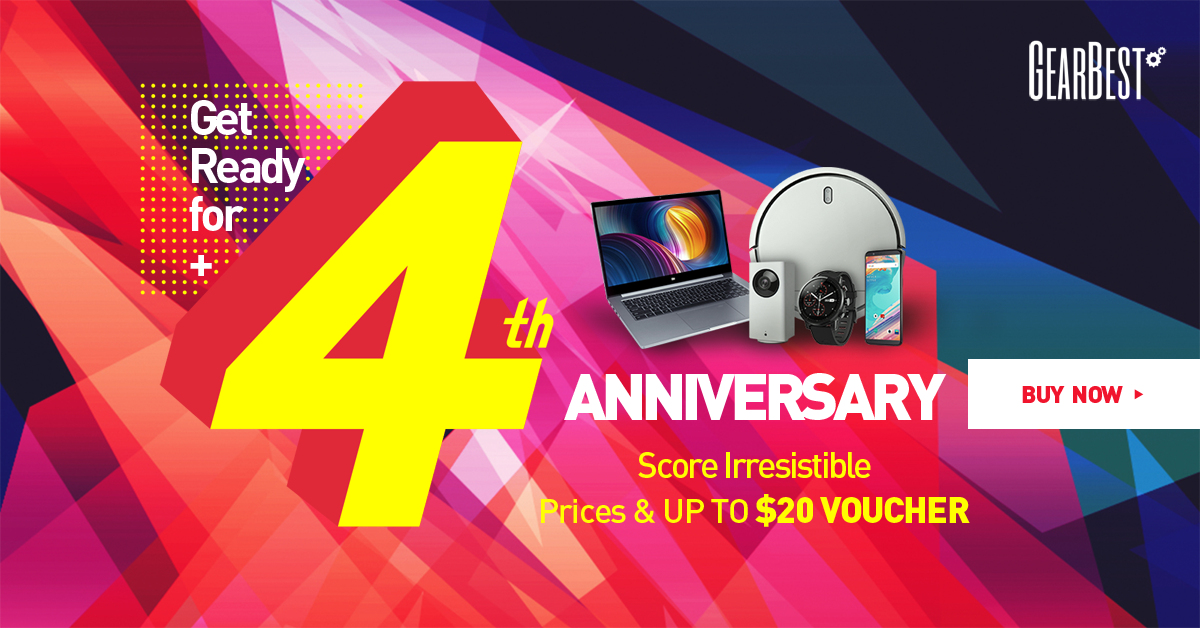 GEARBEST
Get
Ready
for
+
4th
ANNIVERSARY
BUY NOW
Score Irresistible
Prices & UP TO $20 VOUCHER